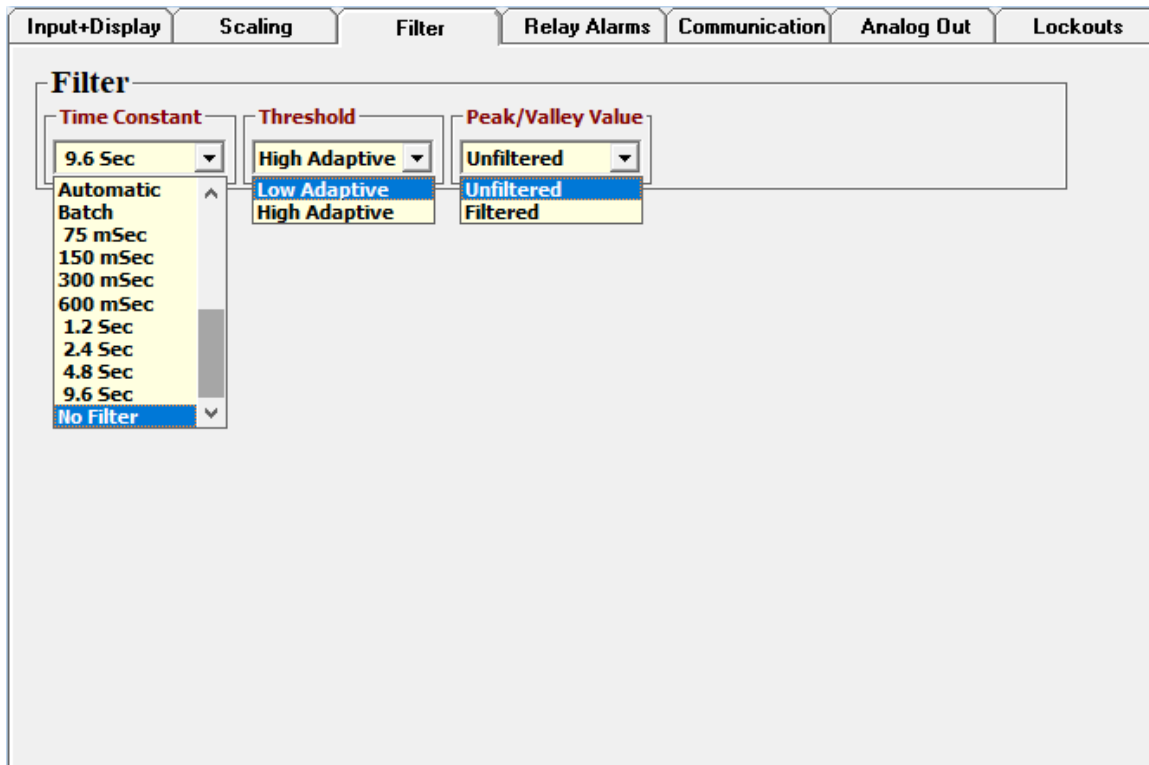 Input+Display Scaling Filter Relay Alarms Communication Analog Out Lockouts
Filter
Time Constant Threshold Peak/Valley Value
9.6 Sec High Adaptive Unfiltered
Automatic Low Adaptive Unfiltered
Batch High Adaptive Filtered
75 mSec
150 mSec
300 mSec
600 mSec
1.2 Sec
2.4 Sec
4.8 Sec
9.6 Sec
No Filter